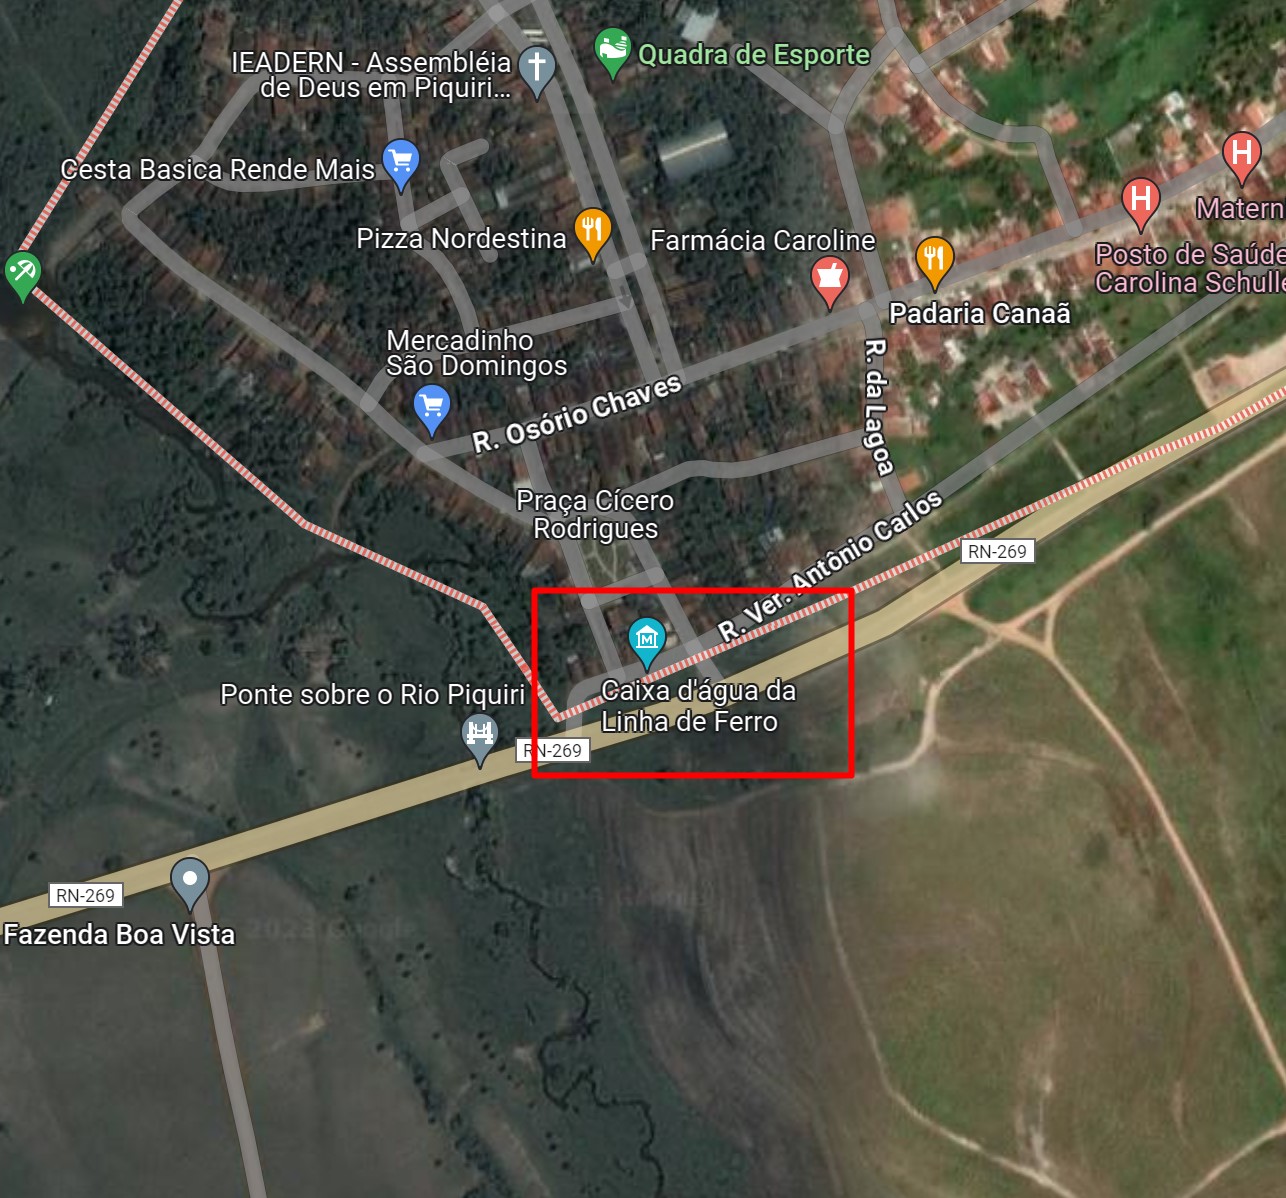 Quadra de Esporte
IEADERN - Assembléia
de Deus em Piquiri...
Cesta Basica Rende Mais
Matern
Pizza Nordestina
Farmácia Caroline
Posto de Saúde
Carolina Schulle
Padaria Canaã
Mercadinho
São Domingos
R. Osório Chaves
R. da Lagoa
Praça Cícero
Rodrigues
R. Ver. Antônio Carlos
RN-269
Caixa d'água da
Linha de Ferro
Ponte sobre o Rio Piquiri
RN-269
RN-269
Fazenda Boa Vista
2023 Google